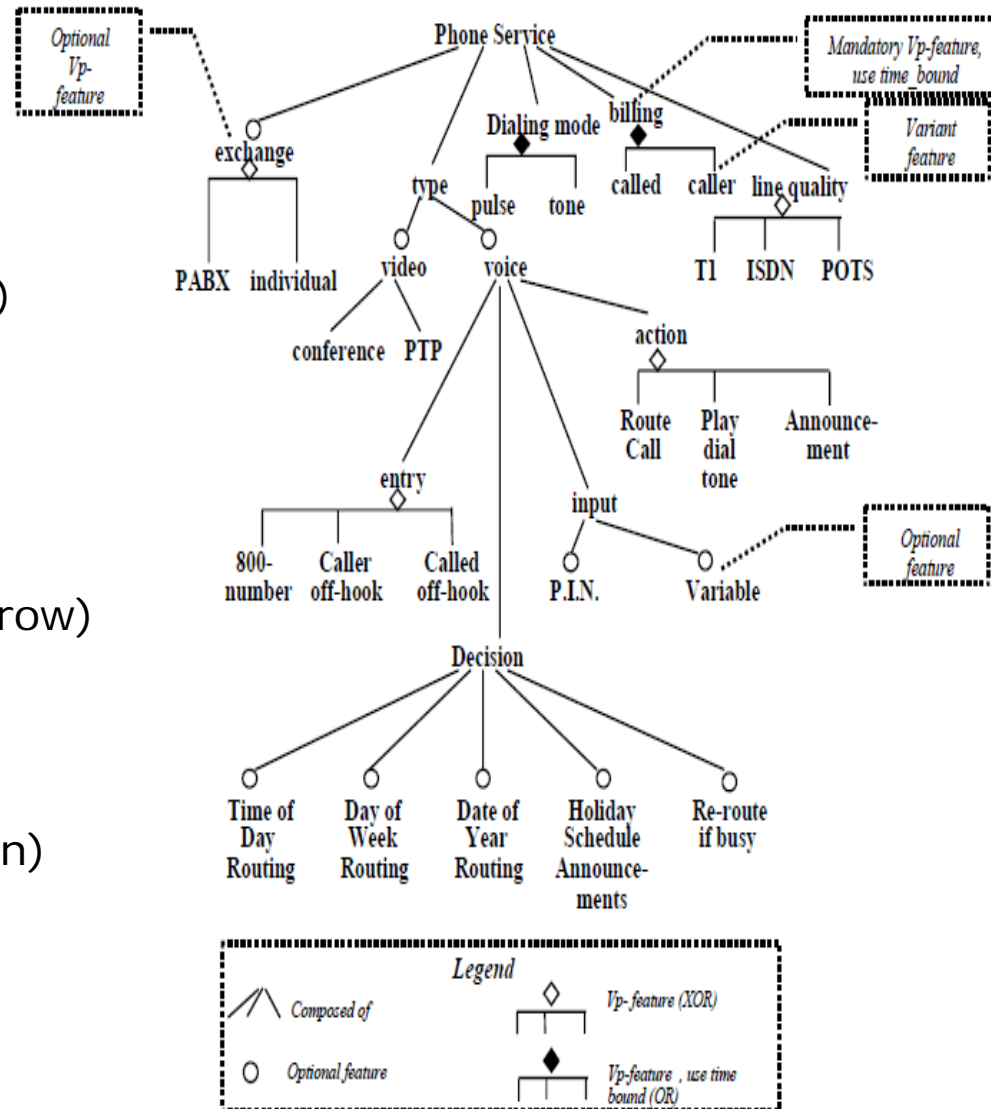 Optional
Vp-
feature
Phone Service
Mandatory Vp-feature,
use time_bound
Variant
feature
exchange
type
Dialing mode
billing
line quality
PABX individual
pulse tone
called caller
T1 ISDN POTS
video voice
conference PTP
)
action
Route
Call
Play
dial
tone
Announce-
ment
entry
800-
number
Caller
off-hook
Called
off-hook
input
P.I.N. Variable
Optional
feature
row)
Decision
Time of
Day
Routing
Day of
Week
Routing
Date of
Year
Routing
Holiday
Schedule
Announce-
ments
Re-route
if busy
n)
Legend
Composed of
Vp- feature (XOR)
Optional feature
Vp-feature , use time
bound (OR)